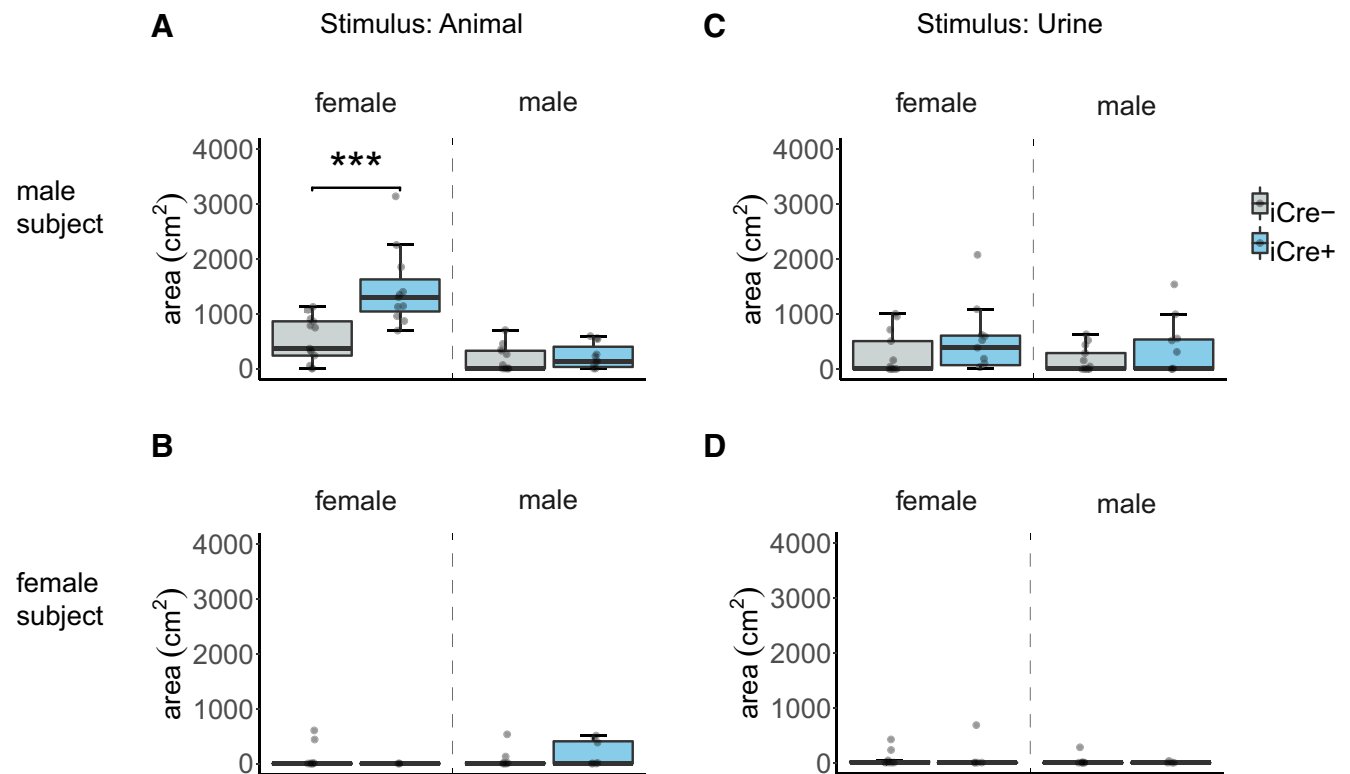 A
Stimulus: Animal
C
Stimulus: Urine
female
male
female
male
male
subject
area (cm²)
4000
3000
2000
1000
0
***
area (cm²)
4000
3000
2000
1000
0
iCre−
iCre+
B
D
female
male
female
male
female
subject
area (cm²)
4000
3000
2000
1000
0
area (cm²)
4000
3000
2000
1000
0